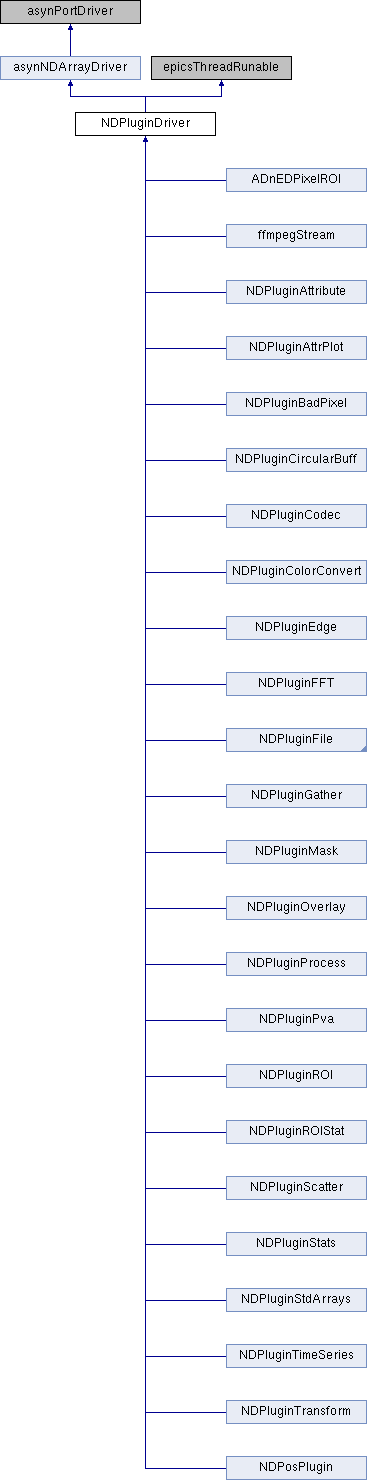 asynPortDriver
asynNDArrayDriver
epicsThreadRunable
NDPluginDriver
ADnEDPixelROI
ffmpegStream
NDPluginAttribute
NDPluginAttrPlot
NDPluginBadPixel
NDPluginCircularBuff
NDPluginCodec
NDPluginColorConvert
NDPluginEdge
NDPluginFFT
NDPluginFile
NDPluginGather
NDPluginMask
NDPluginOverlay
NDPluginProcess
NDPluginPva
NDPluginROI
NDPluginROIStat
NDPluginScatter
NDPluginStats
NDPluginStdArrays
NDPluginTimeSeries
NDPluginTransform
NDPosPlugin